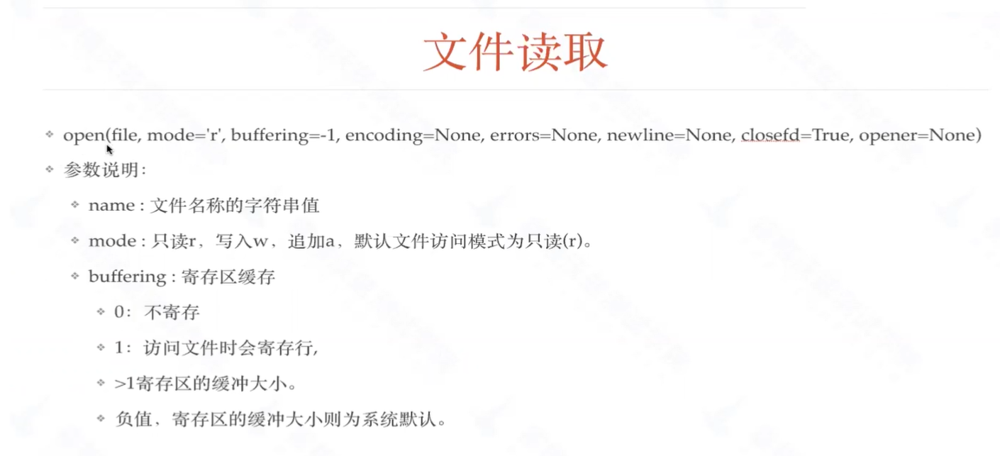 文件读取
open(file, mode='r', buffering=-1, encoding=None, errors=None, newline=None, closefd=True, opener=None)
参数说明：
name : 文件名称的字符串值
mode : 只读r，写入w，追加a，默认文件访问模式为只读(r)。
buffering : 寄存区缓存
0： 不寄存
1： 访问文件时会寄存行,
>1寄存区的缓冲大小。
负值，寄存区的缓冲大小则为系统默认。